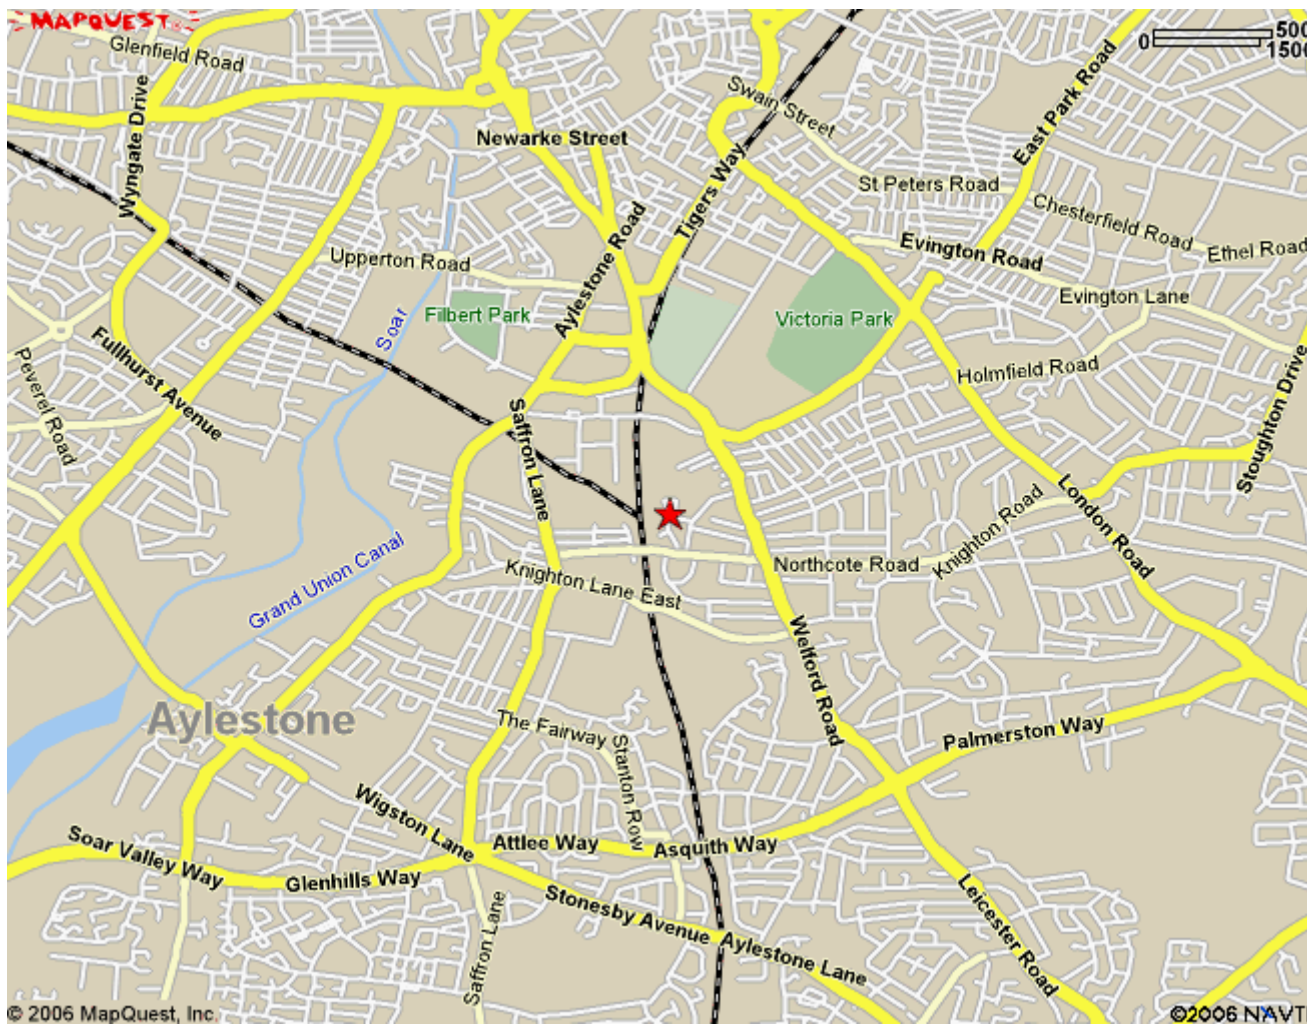 MAPQUEST
Glenfield Road
0
500
1500
Wyngate Drive
Newarke Street
Swain Street
East Park Road
Tigers Way
St Peters Road
Chesterfield Road
Ethel Road
Upperton Road
Aylestone Road
Evington Road
Evington Lane
Soar
Filbert Park
Victoria Park
Fullhurst Avenue
Peverel Road
Holmfield Road
Stoughton Drive
Saffron Lane
London Road
Knighton Road
Grand Union Canal
Knighton Lane East
Northcote Road
Welford Road
Aylestone
The Fairway
Stanton Row
Palmerston Way
Wigston Lane
Soar Valley Way
Attlee Way
Asquith Way
Glenhills Way
Saffron Lane
Stonesby Avenue
Aylestone Lane
Leicester Road
© 2006 MapQuest, Inc.
©2006 NAVT